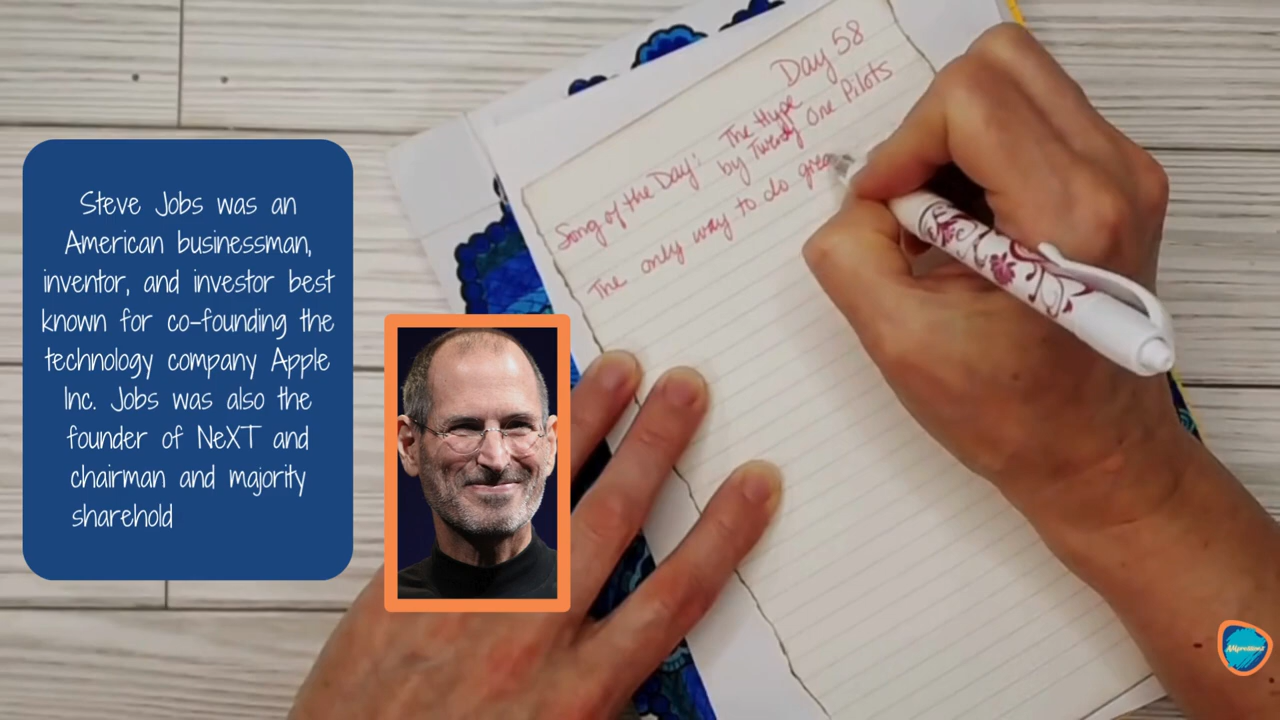 Steve Jobs was an
American businessman,
inventor, and investor best
known for co-founding the
technology company Apple
Inc. Jobs was also the
founder of NeXT and
chairman and majority
sharehold
Day 58
Song of the Day: The Hype
by Twenty One Pilots
The only way to do grea